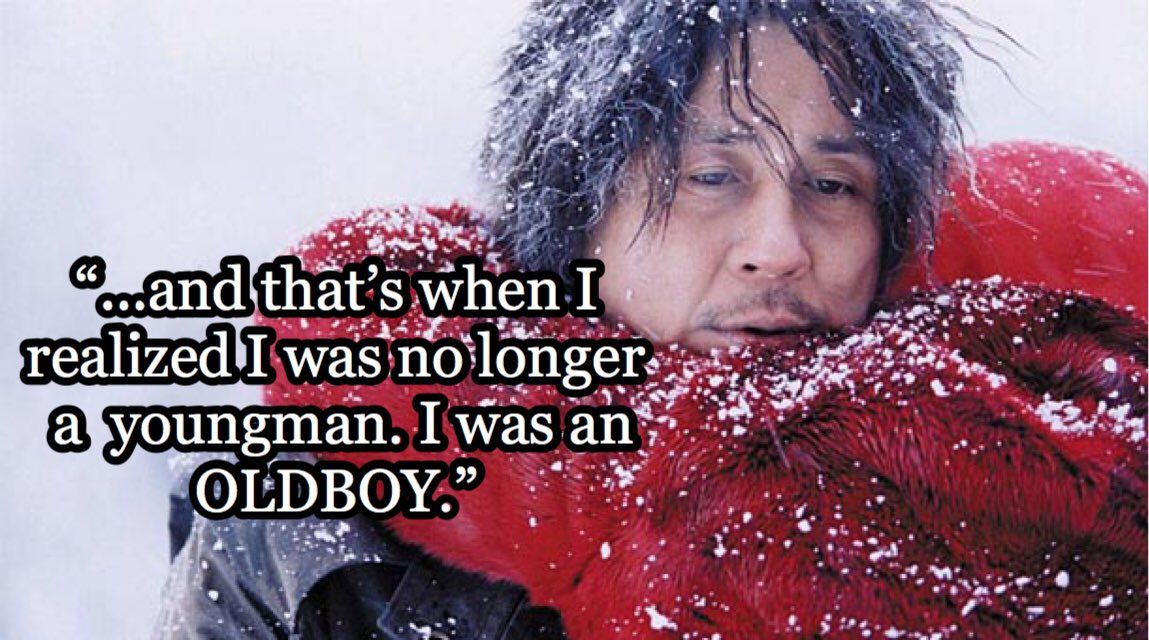 “...and that’s when I
realized I was no longer
a youngman. I was an
OLDBOY.”